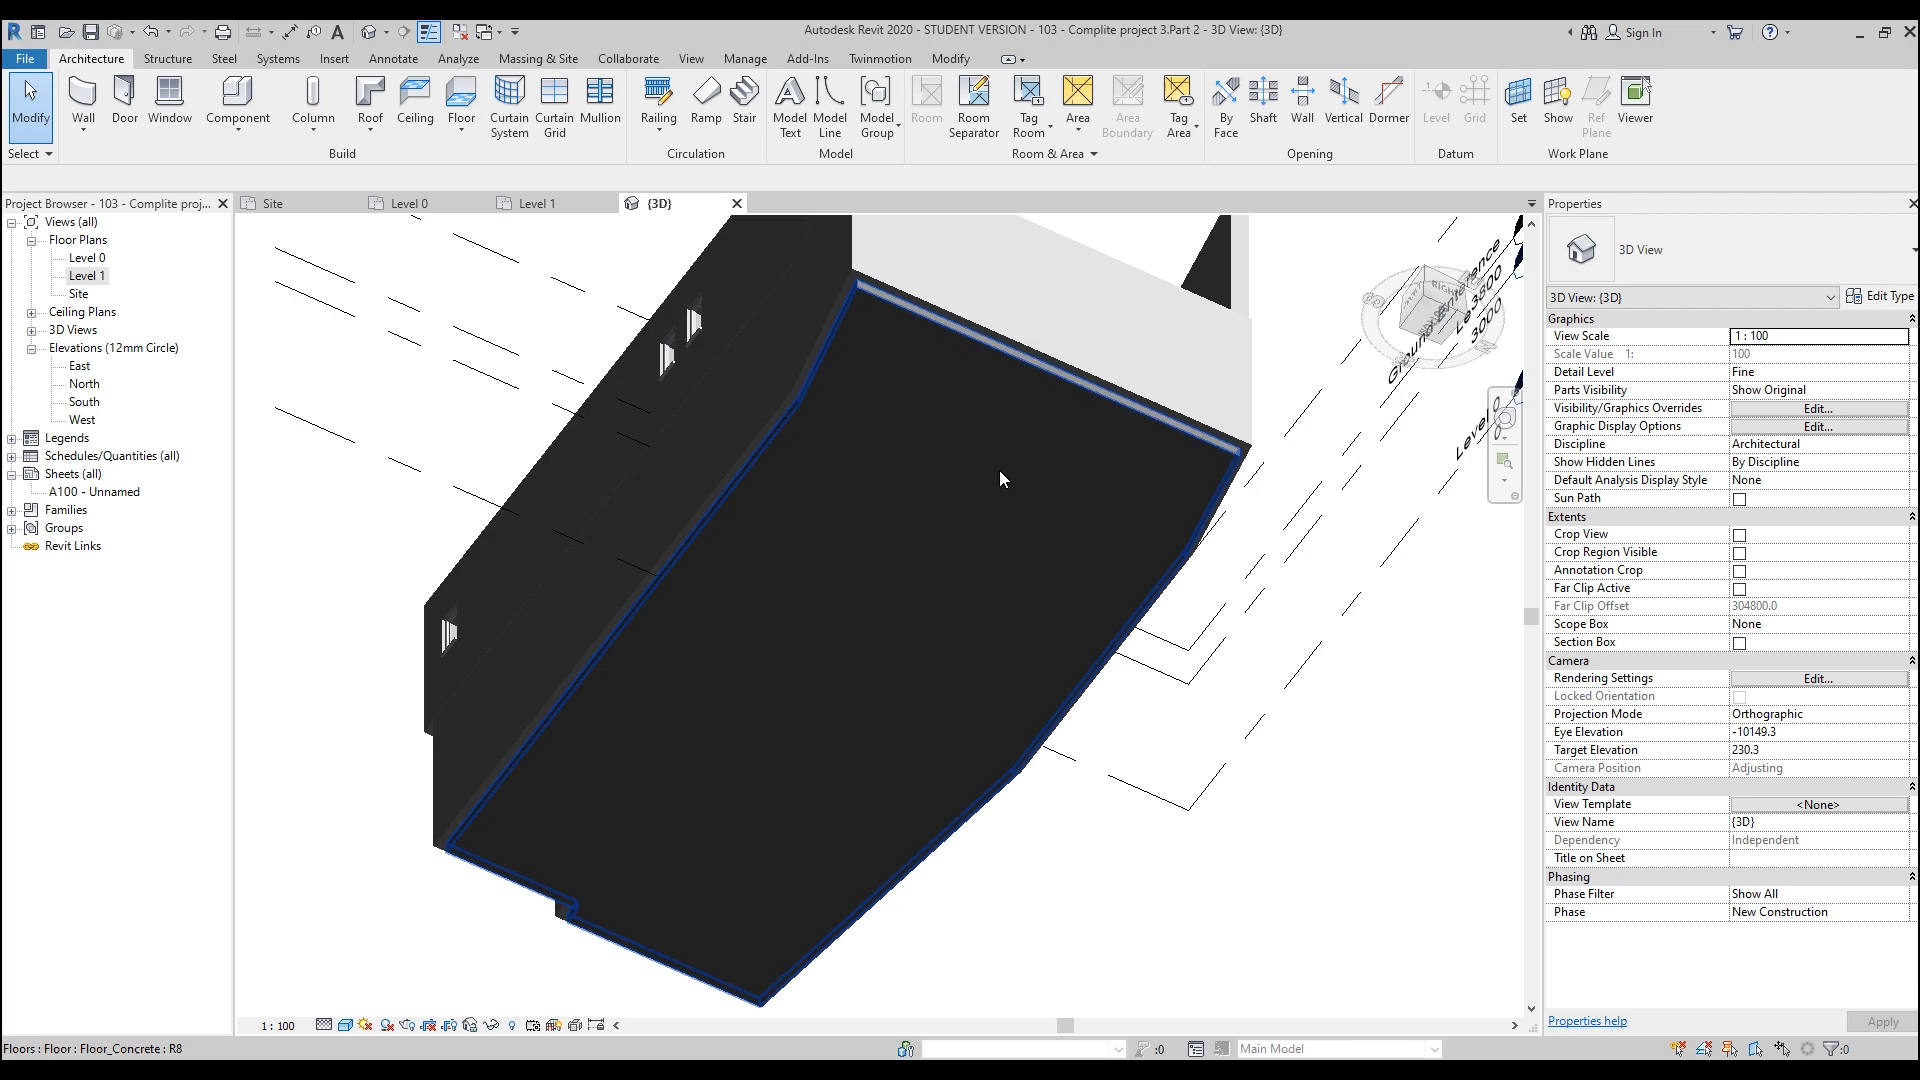 Autodesk Revit 2020 - STUDENT VERSION - 103 - Complite project 3.Part 2 - 3D View: {3D}
Sign In
File Architecture Structure Steel Systems Insert Annotate Analyze Massing & Site Collaborate View Manage Add-Ins Twinmotion Modify
Modify Wall Door Window Component Column Roof Ceiling Floor Curtain System Curtain Grid Mullion Railing Ramp Stair Model Text Model Line Model Group Room Room Separator Tag Room Area Area Boundary Tag Area By Face Shaft Wall Vertical Dormer Level Grid Set Show Ref Plane Viewer
Select Build Circulation Model Room & Area Opening Datum Work Plane
Project Browser - 103 - Complite proj...
Views (all)
Floor Plans
Level 0
Level 1
Site
Ceiling Plans
3D Views
Elevations (12mm Circle)
East
North
South
West
Legends
Schedules/Quantities (all)
Sheets (all)
A100 - Unnamed
Families
Groups
Revit Links
Site Level 0 Level 1 {3D}
RIGHT
3800
3000
Level
Properties
3D View
3D View: {3D} Edit Type
Graphics
View Scale 1 : 100
Scale Value 1: 100
Detail Level Fine
Parts Visibility Show Original
Visibility/Graphics Overrides Edit...
Graphic Display Options Edit...
Discipline Architectural
Show Hidden Lines By Discipline
Default Analysis Display Style None
Sun Path
Extents
Crop View
Crop Region Visible
Annotation Crop
Far Clip Active
Far Clip Offset 304800.0
Scope Box None
Section Box
Camera
Rendering Settings Edit...
Locked Orientation
Projection Mode Orthographic
Eye Elevation -10149.3
Target Elevation 230.3
Camera Position Adjusting
Identity Data
View Template <None>
View Name {3D}
Dependency Independent
Title on Sheet
Phasing
Phase Filter Show All
Phase New Construction
Properties help Apply
1 : 100
Floors : Floor : Floor_Concrete : R8 :0 Main Model :0